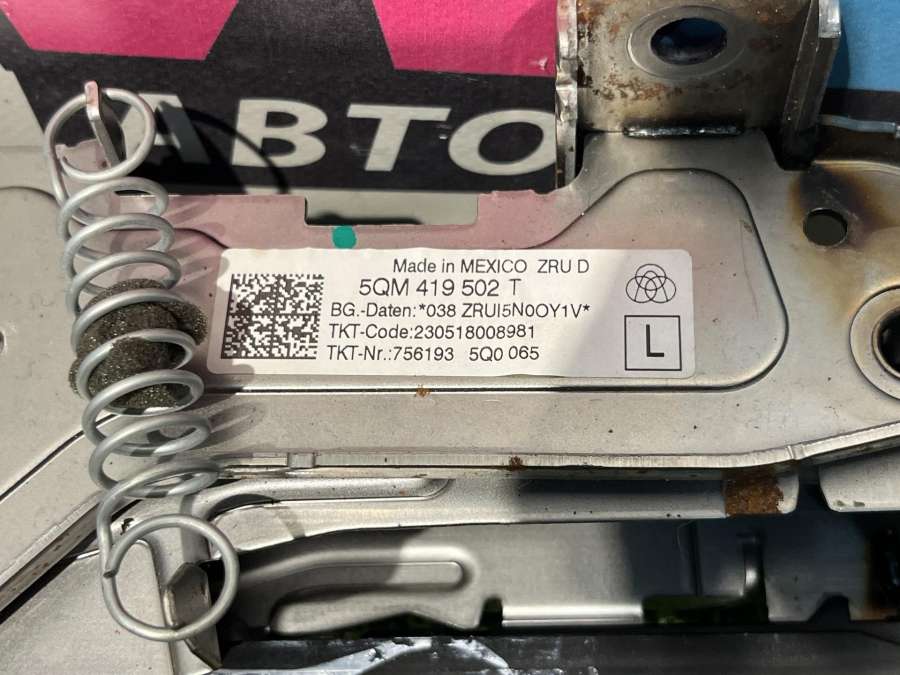 АВТО
Made in MEXICO ZRU D
5QM 419 502 T
BG.-Daten:*038 ZRUI5N0OY1V*
TKT-Code:230518008981
TKT-Nr.:756193 5Q0 065
L